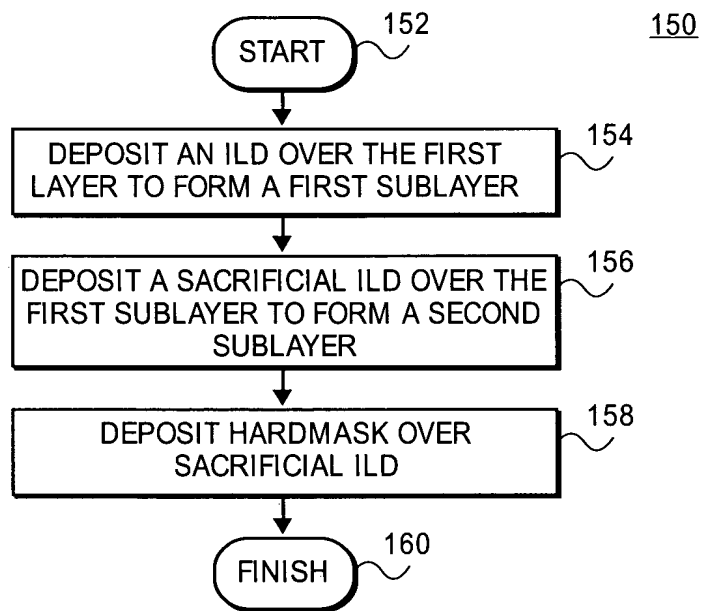 START
152
150
DEPOSIT AN ILD OVER THE FIRST
LAYER TO FORM A FIRST SUBLAYER
154
DEPOSIT A SACRIFICIAL ILD OVER THE
FIRST SUBLAYER TO FORM A SECOND
SUBLAYER
156
DEPOSIT HARDMASK OVER
SACRIFICIAL ILD
158
FINISH
160